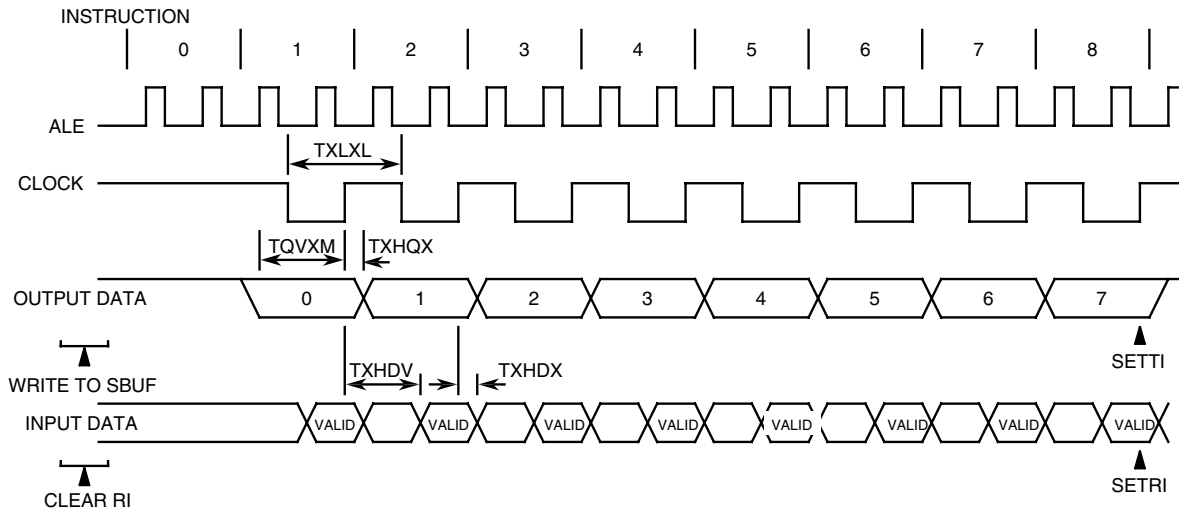 INSTRUCTION
0 1 2 3 4 5 6 7 8
ALE
TXLXL
CLOCK
TQVXM TXHQX
OUTPUT DATA 0 1 2 3 4 5 6 7
SETTI
TXHDV TXHDX
WRITE TO SBUF
INPUT DATA VALID VALID VALID VALID VALID VALID VALID VALID
SETRI
CLEAR RI